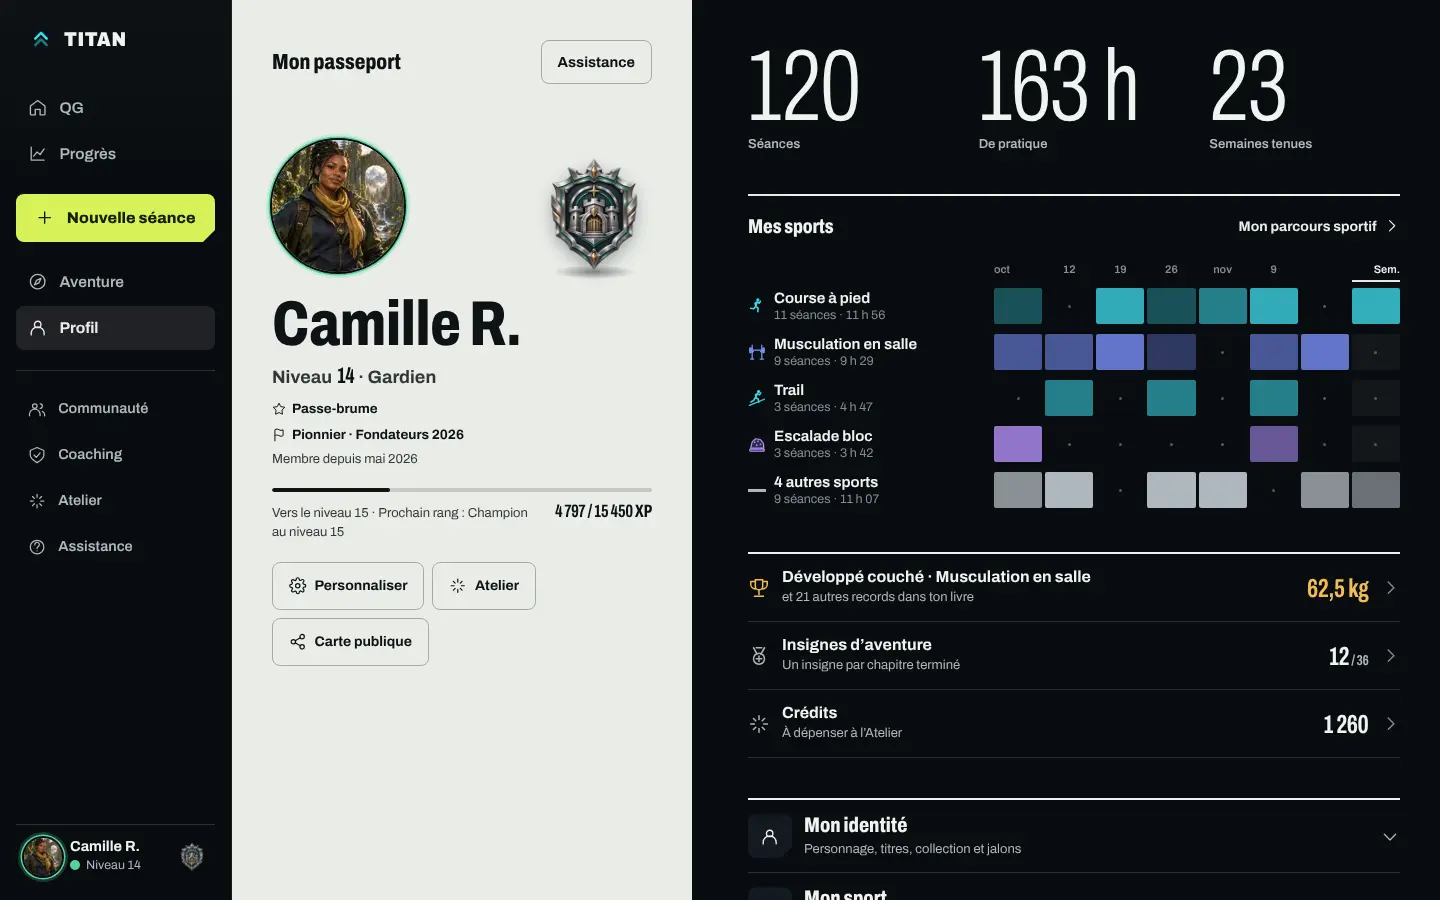 TITAN
QG
Progrès
Nouvelle séance
Aventure
Profil
Communauté
Coaching
Atelier
Assistance
Camille R.
Niveau 14
Mon passeport
Assistance
Camille R.
Niveau 14 · Gardien
Passe-brume
Pionnier · Fondateurs 2026
Membre depuis mai 2026
Vers le niveau 15 · Prochain rang : Champion
au niveau 15
4 797 / 15 450 XP
Personnaliser
Atelier
Carte publique
120
Séances
163 h
De pratique
23
Semaines tenues
Mes sports
Mon parcours sportif
oct 12 19 26 nov 9 Sem.
Course à pied
11 séances · 11 h 56
Musculation en salle
9 séances · 9 h 29
Trail
3 séances · 4 h 47
Escalade bloc
3 séances · 3 h 42
4 autres sports
9 séances · 11 h 07
Développé couché · Musculation en salle
et 21 autres records dans ton livre
62,5 kg
Insignes d’aventure
Un insigne par chapitre terminé
12 / 36
Crédits
À dépenser à l’Atelier
1 260
Mon identité
Personnage, titres, collection et jalons
Mon sport